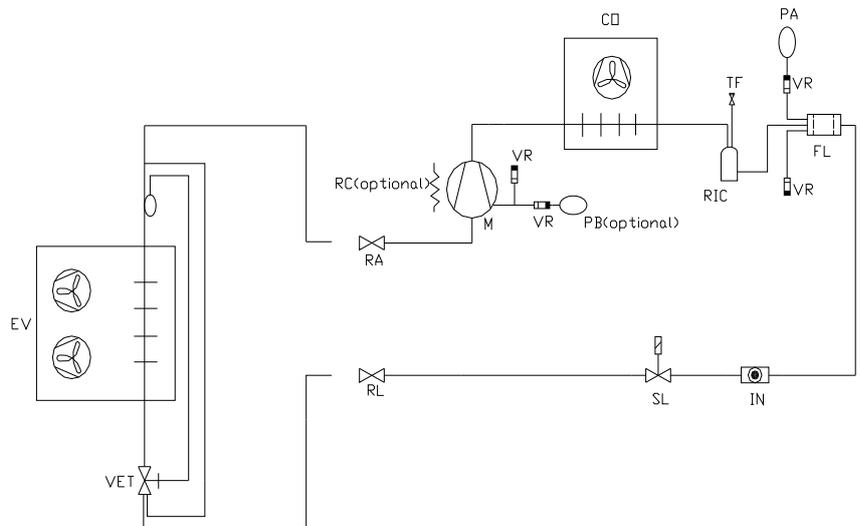 CO
PA
TF
VR
FL
VR
RC(optional)
VR
RIC
VR
PB(optional)
M
RA
EV
RL
SL
IN
VET